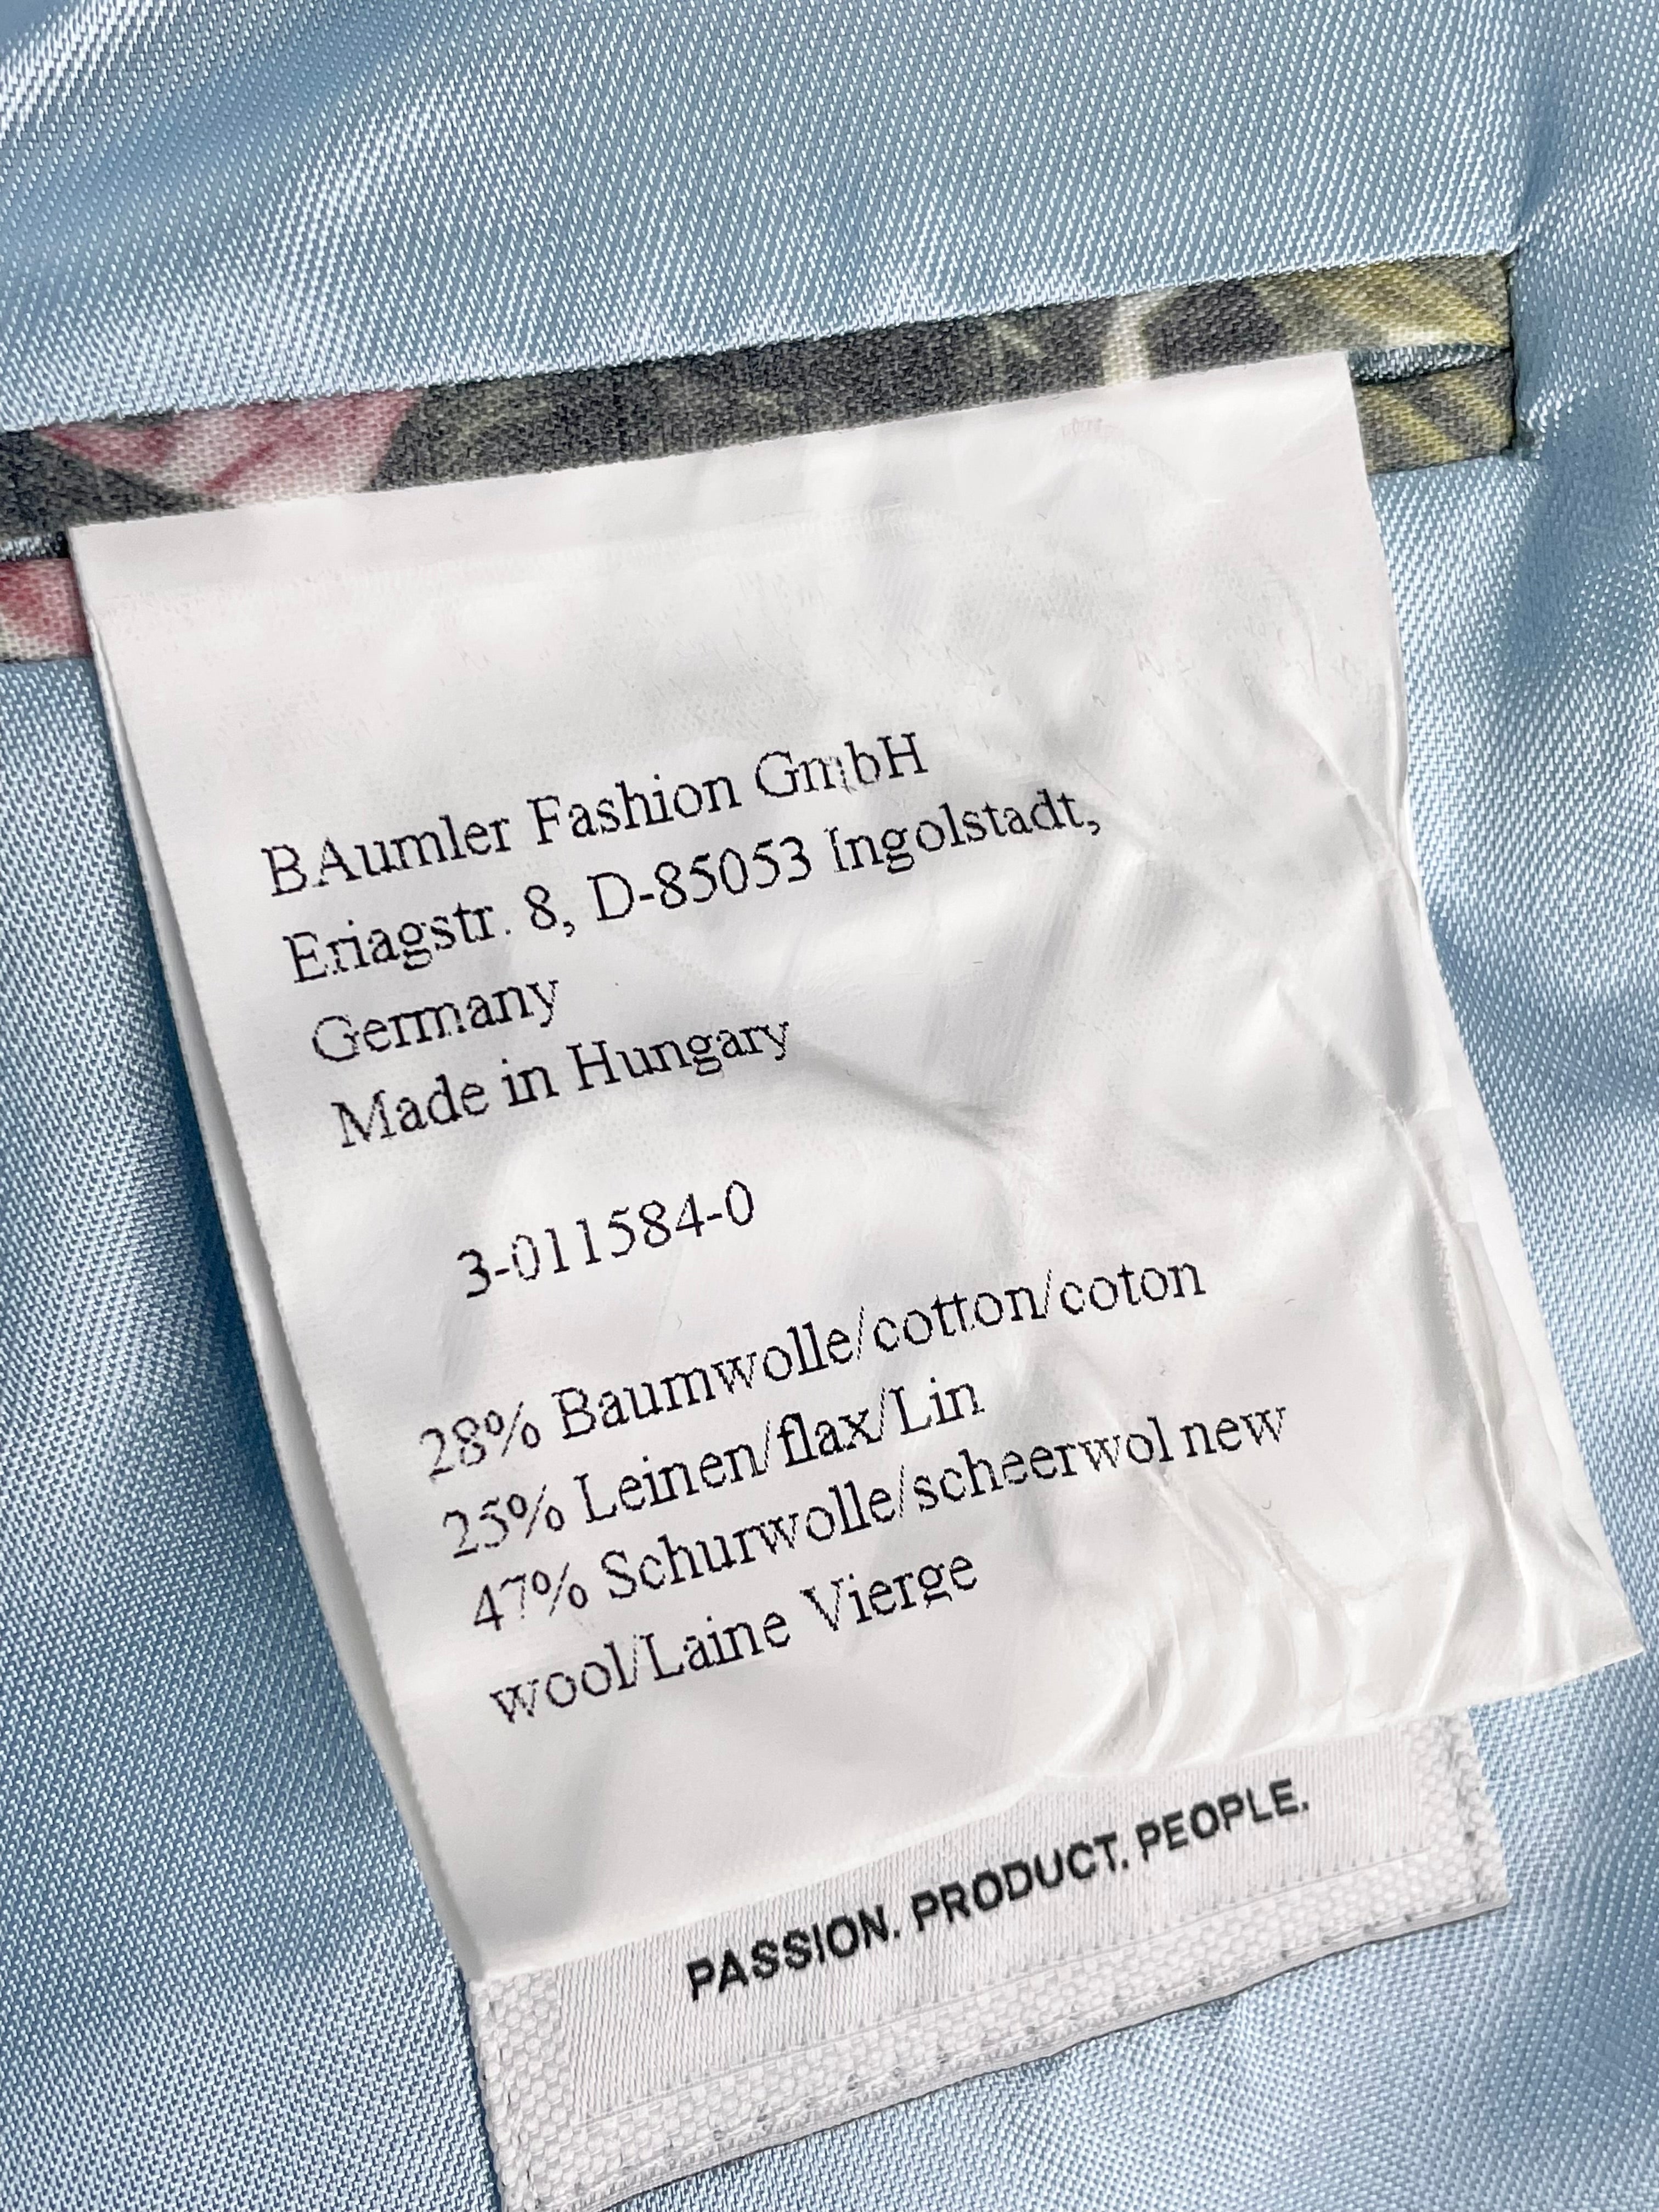 BAumler Fashion GmbH
Eriagstr. 8, D-85053 Ingolstadt,
Germany
Made in Hungary
3-011584-0
28% Baumwolle/cotton/coton
25% Leinen/flax/Lin
47% Schurwolle/scheerwol new
wool/Laine Vierge
PASSION. PRODUCT. PEOPLE.